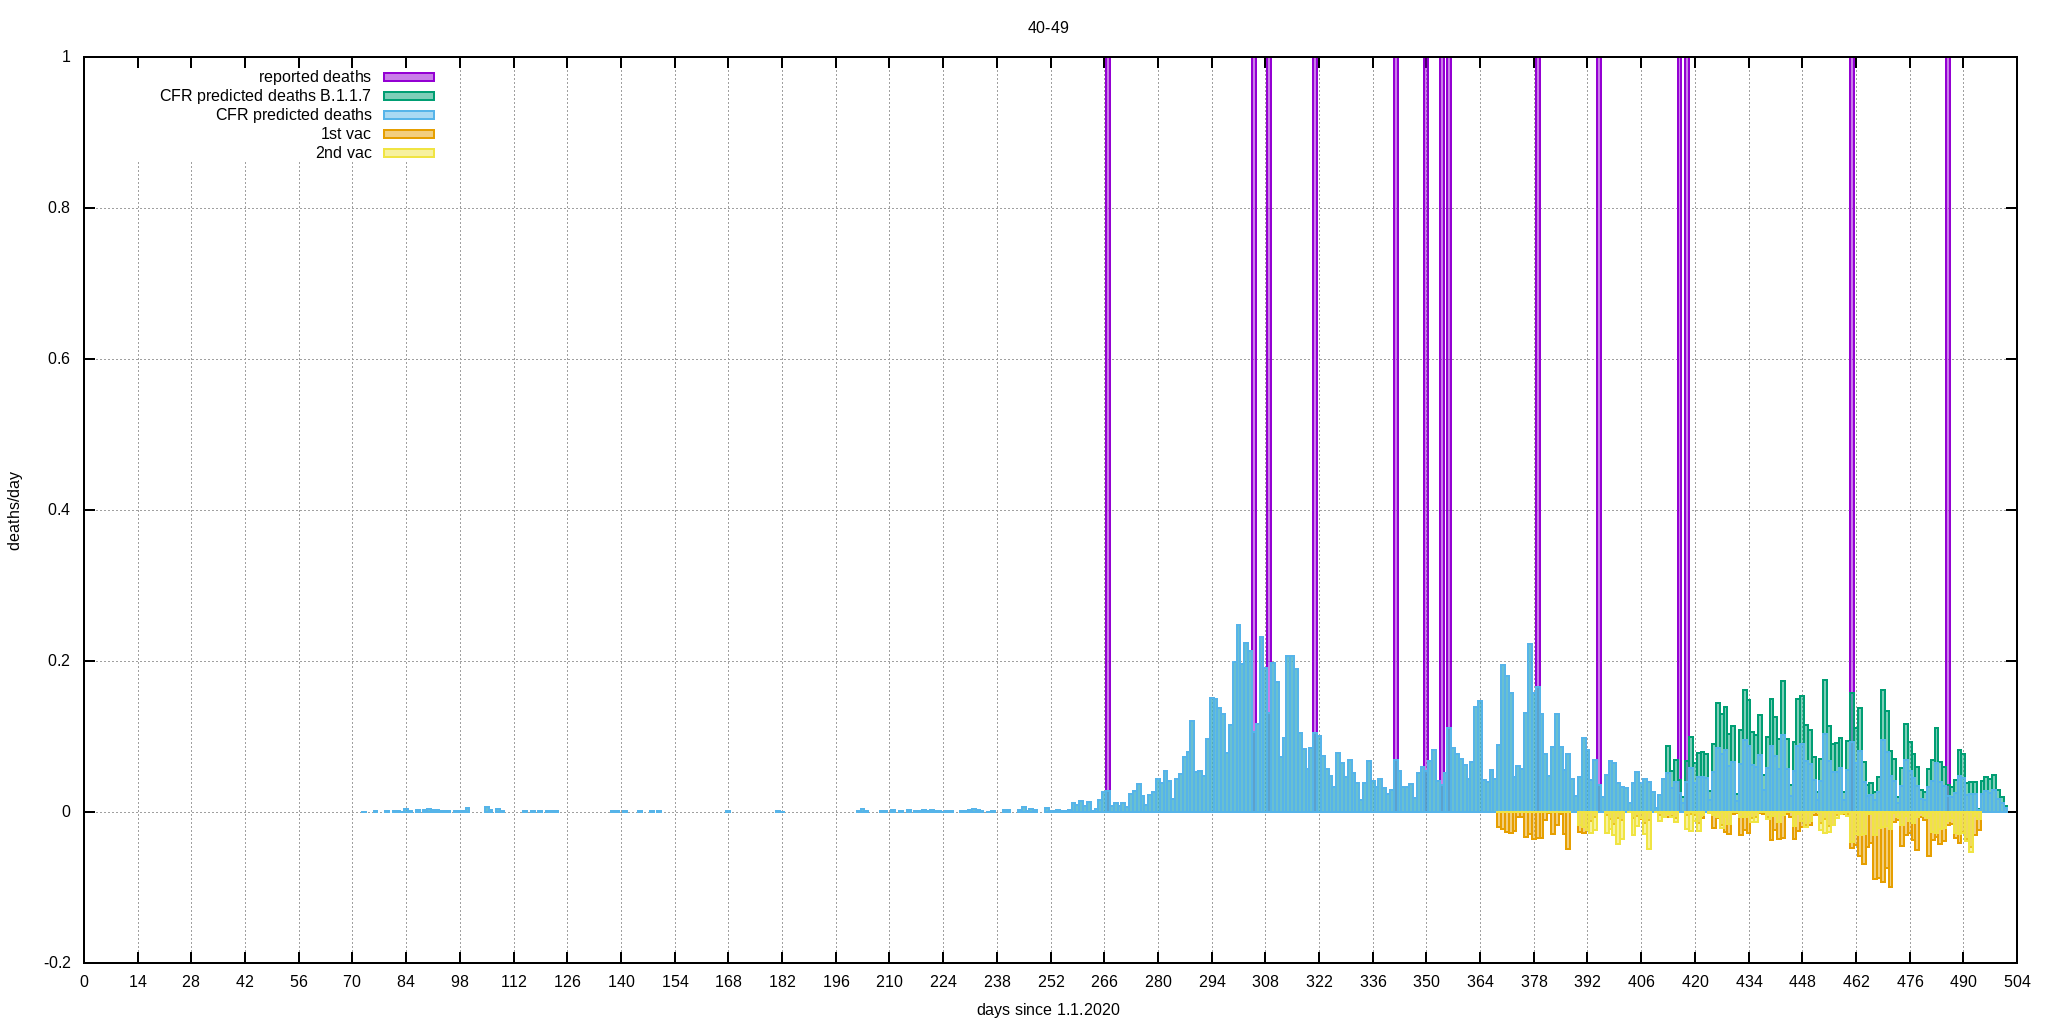 40-49
reported deaths
CFR predicted deaths B.1.1.7
CFR predicted deaths
1st vac
2nd vac
1
0.8
0.6
0.4
0.2
0
-0.2
deaths/day
0 14 28 42 56 70 84 98 112 126 140 154 168 182 196 210 224 238 252 266 280 294 308 322 336 350 364 378 392 406 420 434 448 462 476 490 504
days since 1.1.2020